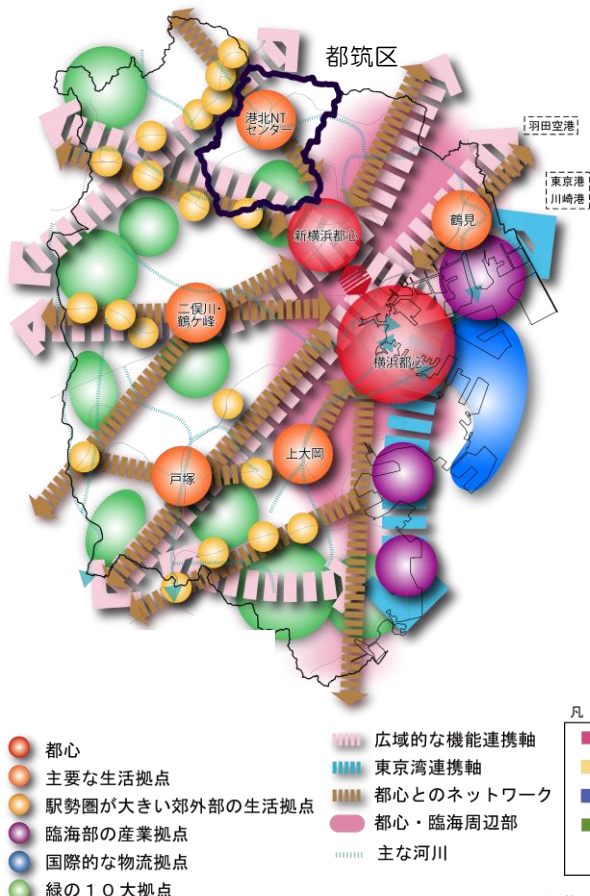 都筑区
港北NT
センター
羽田空港
東京港
川崎港
鶴見
新横浜都心
二俣川・
鶴ケ峰
横浜都心
上大岡
戸塚
都心
主要な生活拠点
駅勢圏が大きい郊外部の生活拠点
臨海部の産業拠点
国際的な物流拠点
緑の10大拠点
広域的な機能連携軸
東京湾連携軸
都心とのネットワーク
都心・臨海周辺部
主な河川
凡